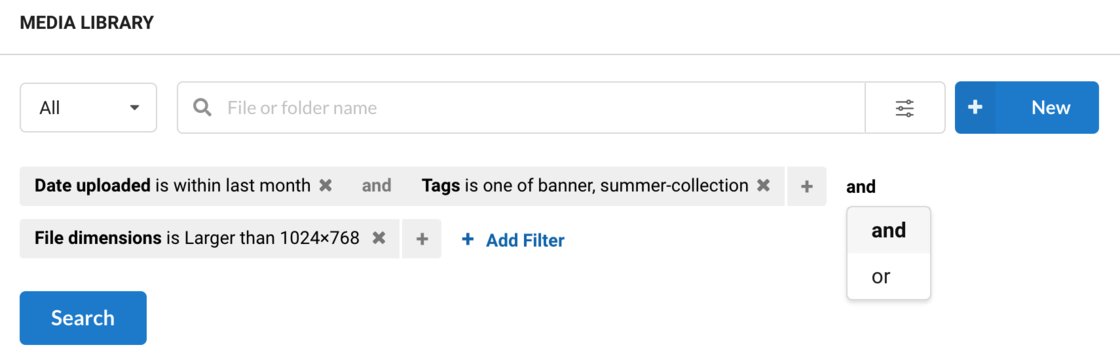 MEDIA LIBRARY
All
File or folder name
+ New
Date uploaded is within last month ✖ and Tags is one of banner, summer-collection ✖ + and
and
or
File dimensions is Larger than 1024×768 ✖ + + Add Filter
Search